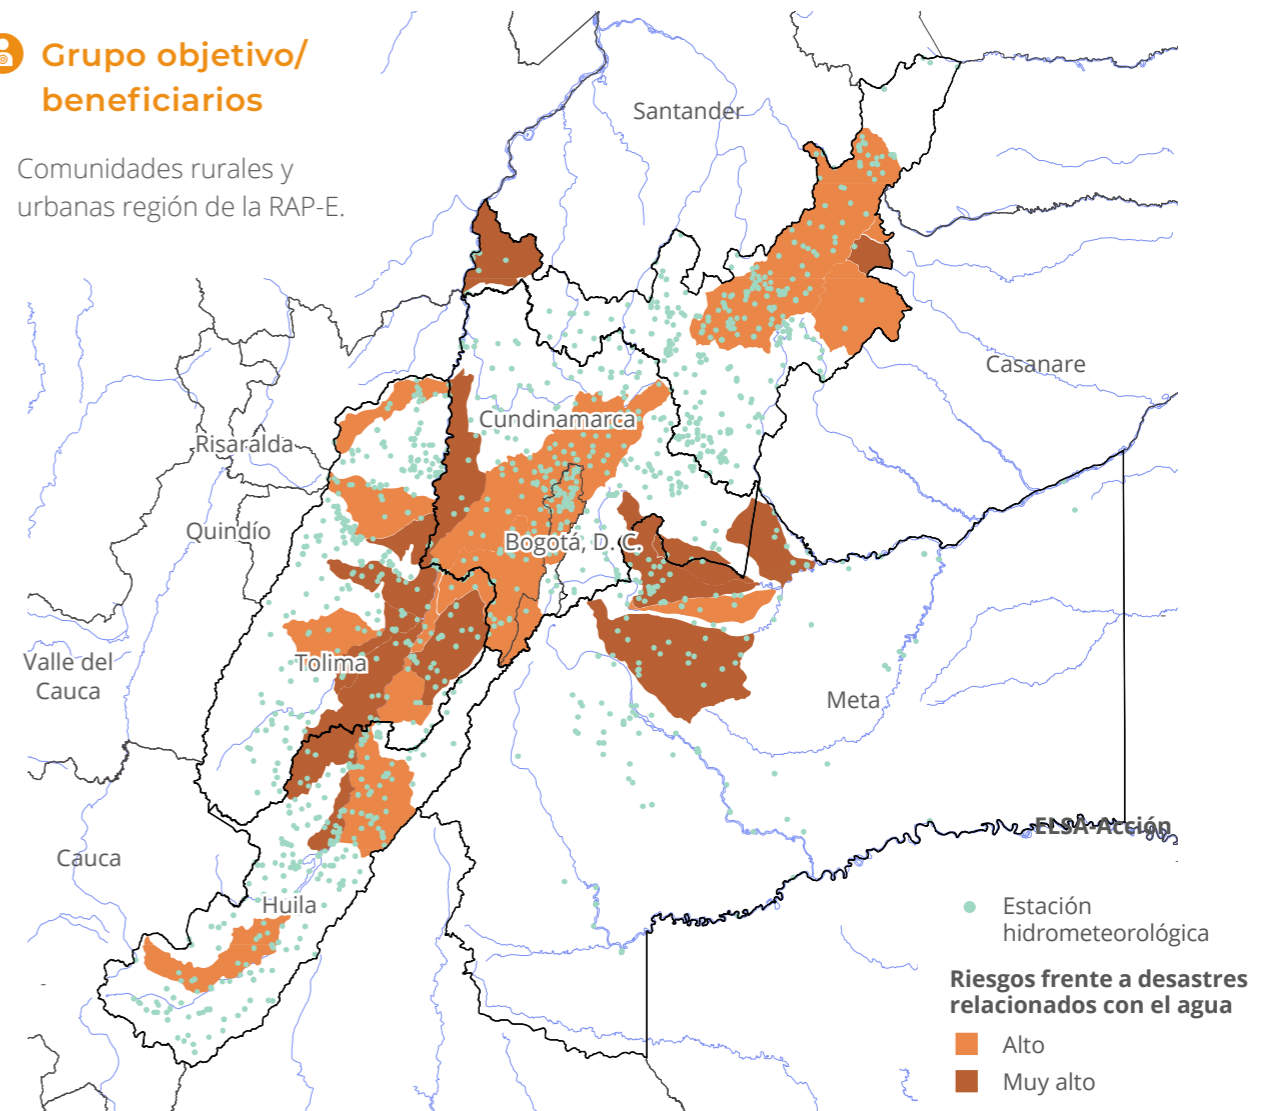 Grupo objetivo/
beneficiarios
Comunidades rurales y
urbanas región de la RAP-E.
Santander
Casanare
Cundinamarca
Risaralda
Quindío
Bogotá, D. C.
Tolima
Valle del
Cauca
Meta
Cauca
Huila
ELSA-Acción
Estación
hidrometeorológica
Riesgos frente a desastres
relacionados con el agua
Alto
Muy alto